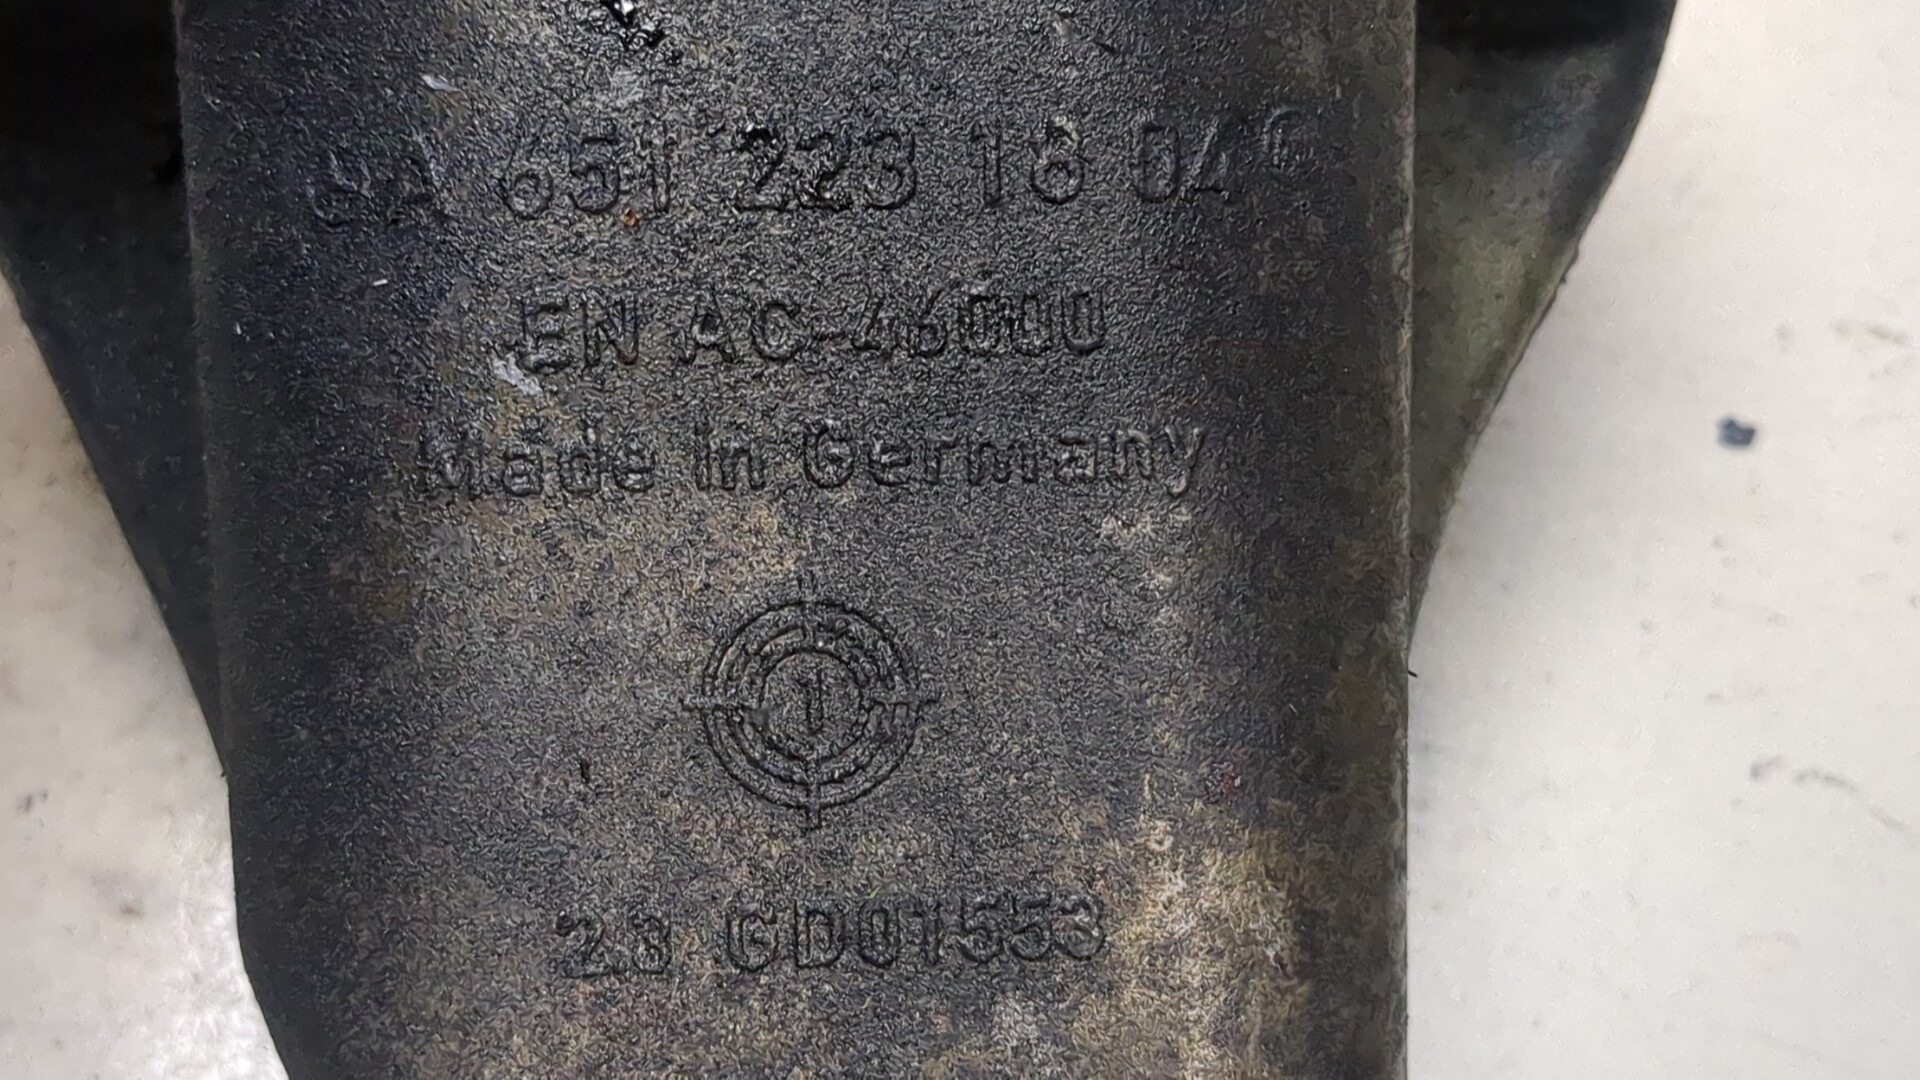 A 651 223 18 04
EN AC-46000
Made in Germany
1
23 GD01553